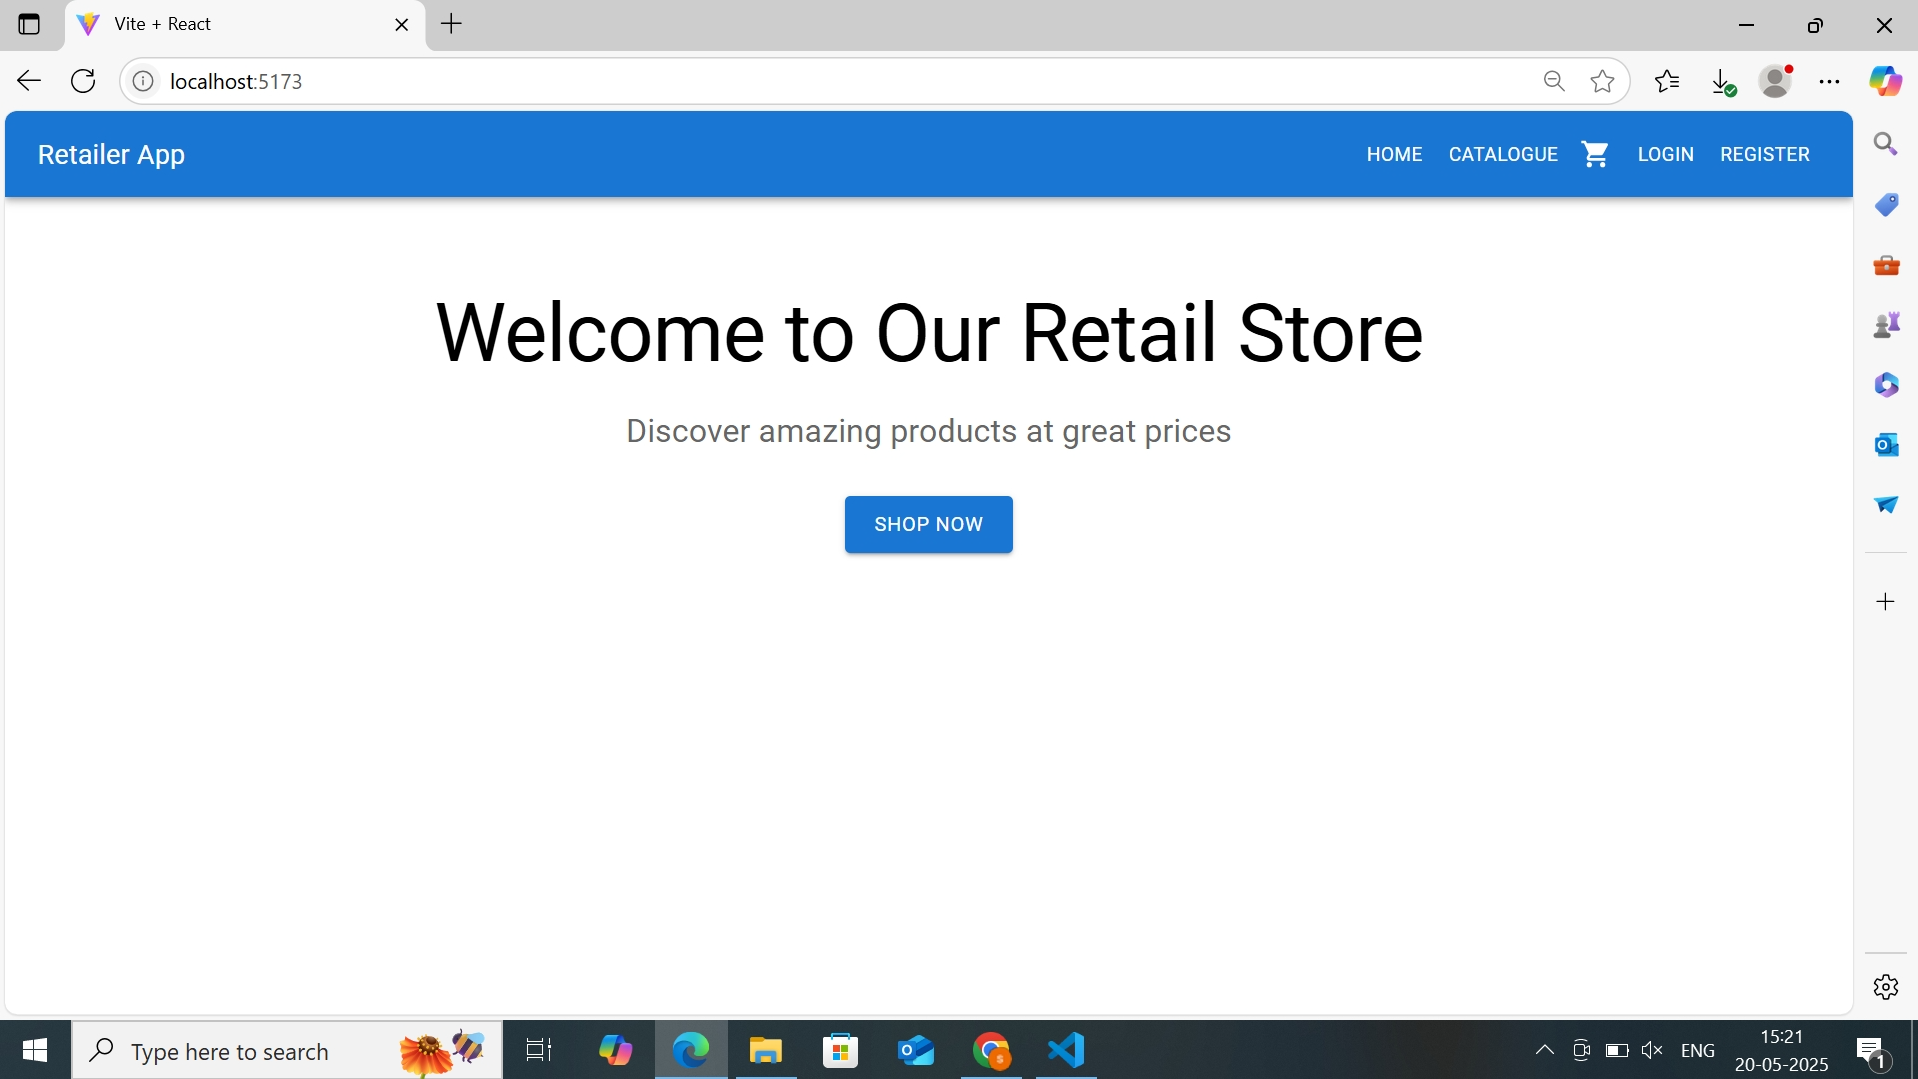 Vite + React
localhost:5173
Retailer App
HOME CATALOGUE LOGIN REGISTER
Welcome to Our Retail Store
Discover amazing products at great prices
SHOP NOW
Type here to search
ENG
15:21
20-05-2025
1